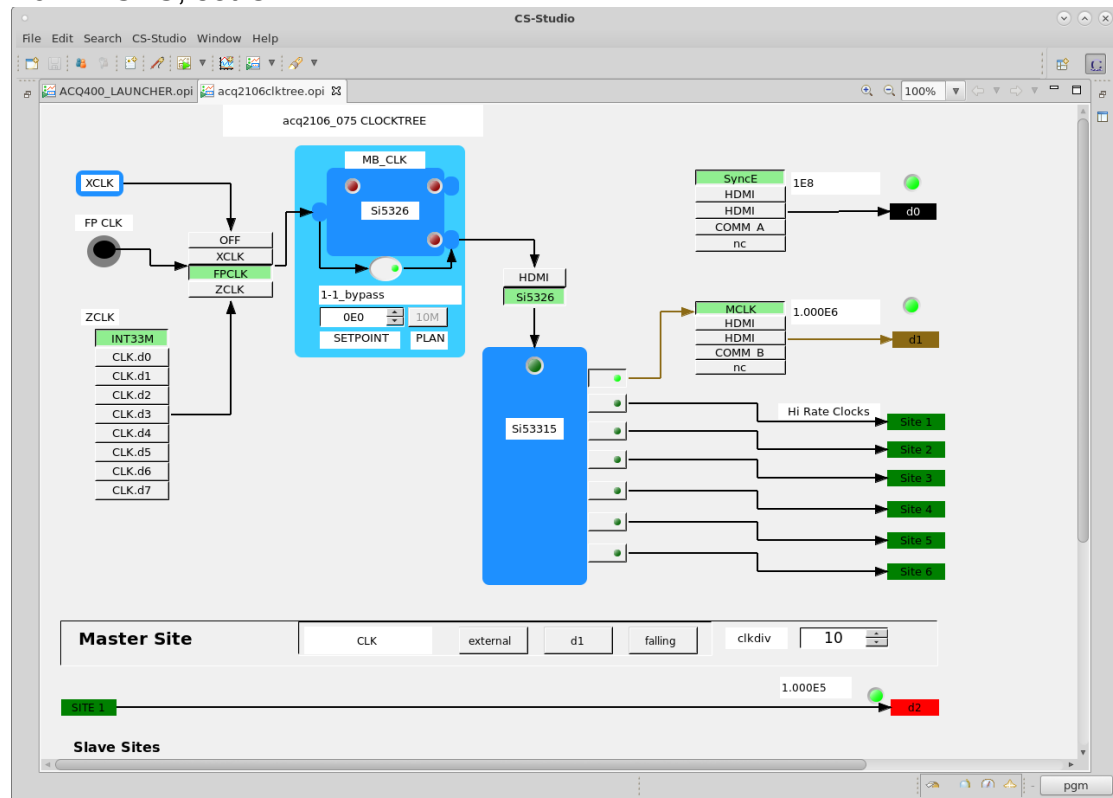 CS-Studio
File Edit Search CS-Studio Window Help
ACQ400_LAUNCHER.opi acq2106clktree.opi 100%
acq2106_075 CLOCKTREE
MB_CLK
XCLK
Si5326
FP CLK
OFF
XCLK
FPCLK
ZCLK
1-1_bypass
0E0 10M
SETPOINT PLAN
ZCLK
INT33M
CLK.d0
CLK.d1
CLK.d2
CLK.d3
CLK.d4
CLK.d5
CLK.d6
CLK.d7
HDMI
Si5326
Si53315
SyncE 1E8
HDMI
HDMI d0
COMM A
nc
MCLK 1.000E6
HDMI
HDMI d1
COMM B
nc
Hi Rate Clocks
Site 1
Site 2
Site 3
Site 4
Site 5
Site 6
Master Site CLK external d1 falling clkdiv 10
1.000E5
SITE 1 d2
Slave Sites
pgm